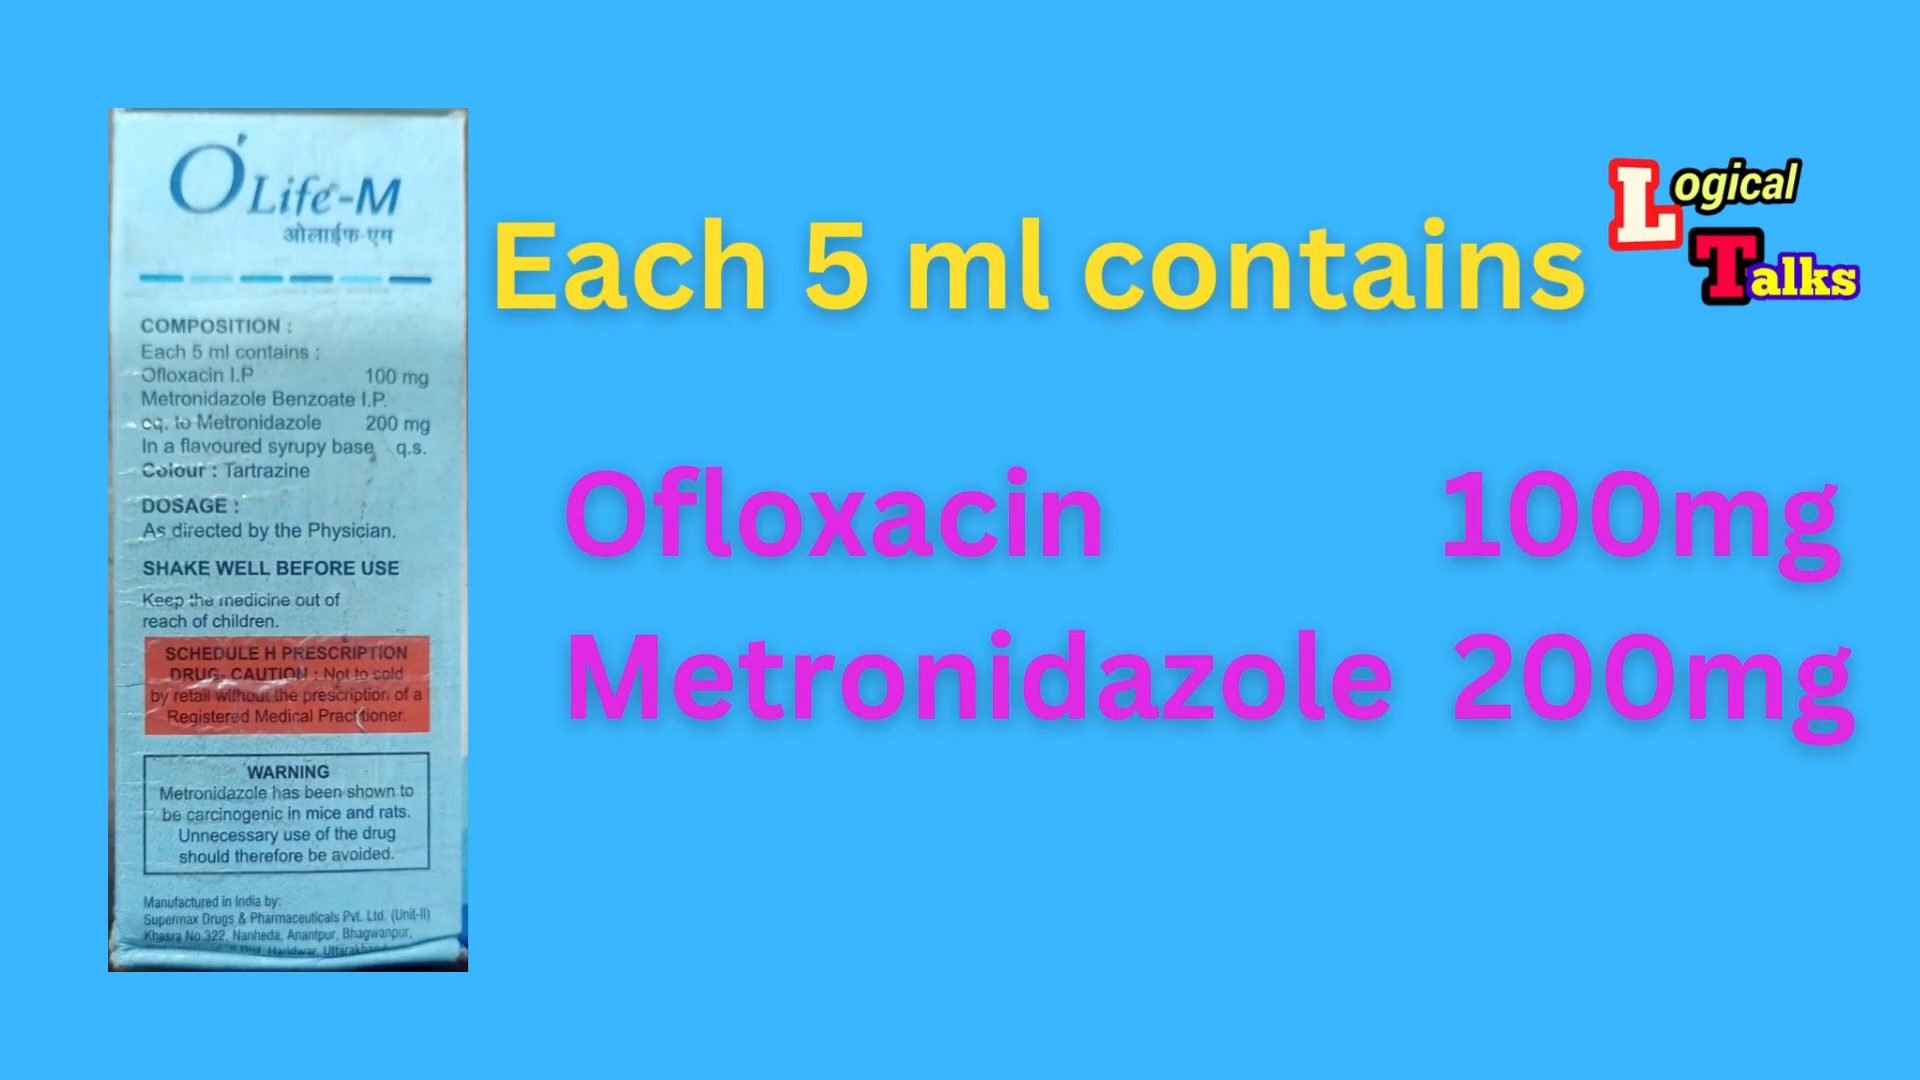 O'Life-M
ओलाईफ-एम
COMPOSITION :
Each 5 ml contains :
Ofloxacin I.P 100 mg
Metronidazole Benzoate I.P.
eq. to Metronidazole 200 mg
In a flavoured syrupy base q.s.
Colour : Tartrazine
DOSAGE :
As directed by the Physician.
SHAKE WELL BEFORE USE
Keep the medicine out of
reach of children.
SCHEDULE H PRESCRIPTION
DRUG- CAUTION : Not to sold
by retail without the prescription of a
Registered Medical Practitioner.
WARNING
Metronidazole has been shown to
be carcinogenic in mice and rats.
Unnecessary use of the drug
should therefore be avoided.
Manufactured in India by:
Supermax Drugs & Pharmaceuticals Pvt. Ltd. (Unit-II)
Khasra No 322, Nanheda, Anantpur, Bhagwanpur,
Dist. Haridwar, Uttarakhand
Each 5 ml contains
Ofloxacin 100mg
Metronidazole 200mg
Logical
Talks